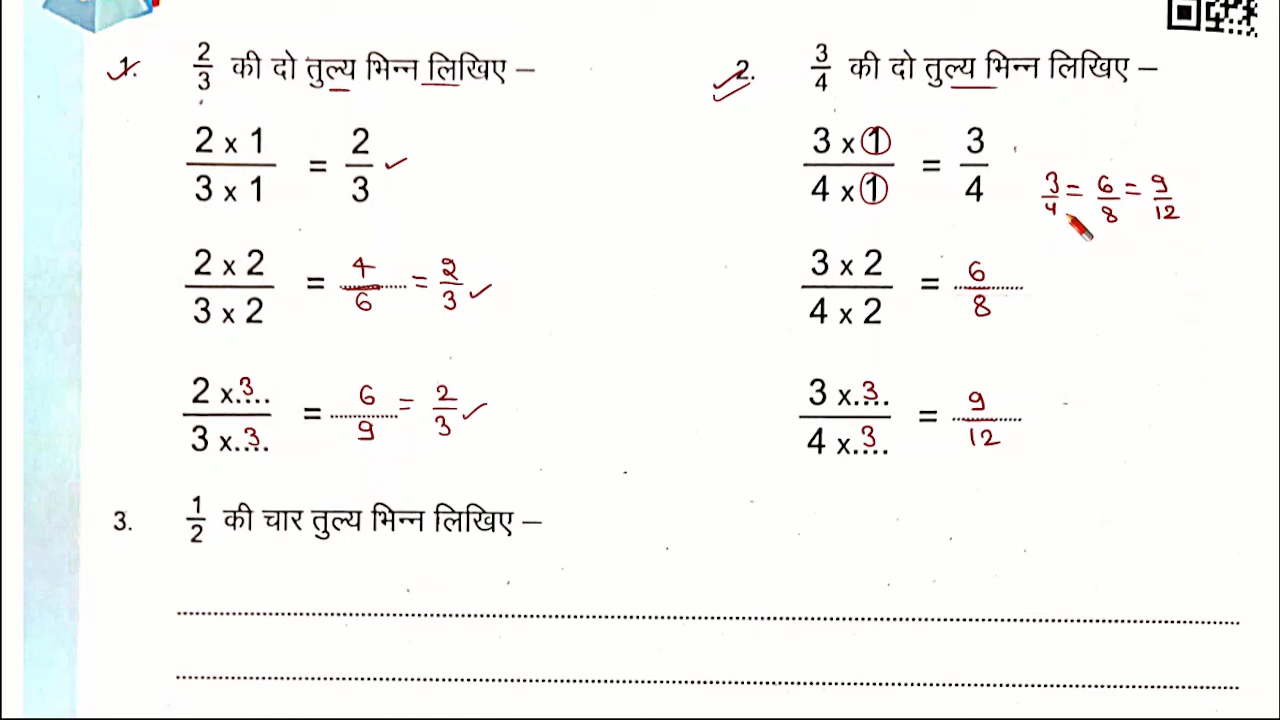 1. 2/3 की दो तुल्य भिन्न लिखिए –
2 x 1 / 3 x 1 = 2/3
2 x 2 / 3 x 2 = 4/6 = 2/3
2 x..3.. / 3 x..3.. = 6/9 = 2/3
2. 3/4 की दो तुल्य भिन्न लिखिए –
3 x 1 / 4 x 1 = 3/4
3/4 = 6/8 = 9/12
3 x 2 / 4 x 2 = 6/8
3 x..3.. / 4 x..3.. = 9/12
3. 1/2 की चार तुल्य भिन्न लिखिए –